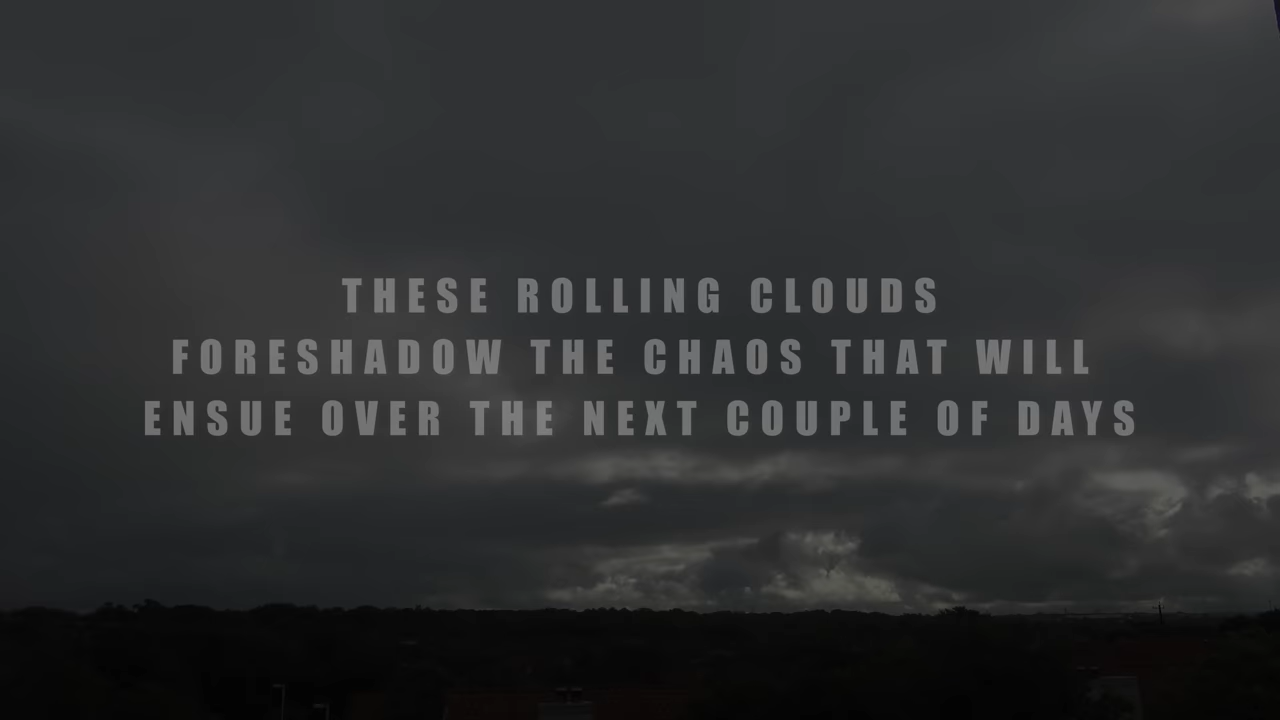 THESE ROLLING CLOUDS
FORESHADOW THE CHAOS THAT WILL
ENSUE OVER THE NEXT COUPLE OF DAYS